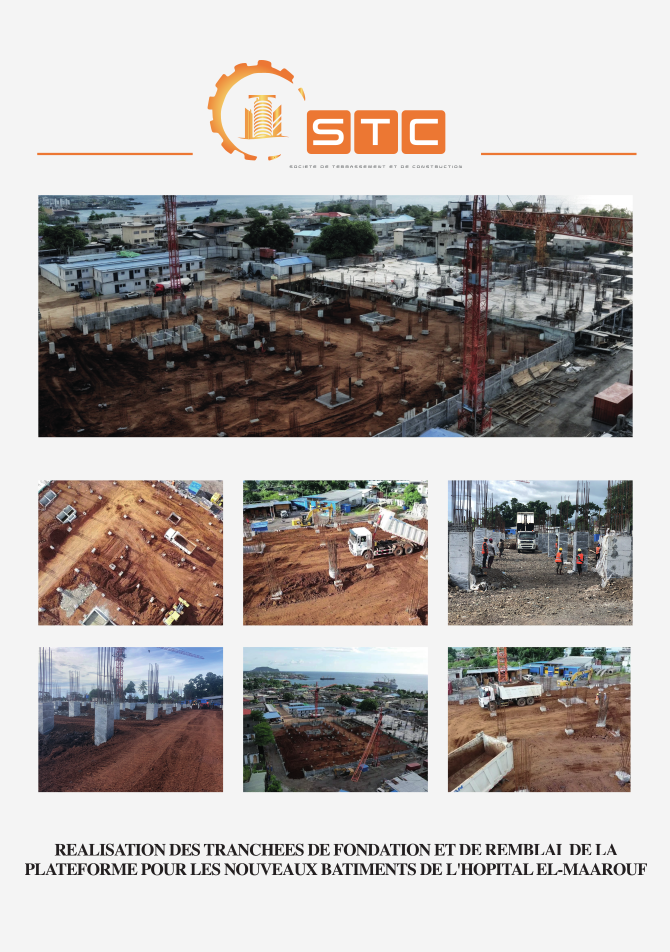 STC
SOCIETE DE TERRASSEMENT ET DE CONSTRUCTION
REALISATION DES TRANCHEES DE FONDATION ET DE REMBLAI DE LA
PLATEFORME POUR LES NOUVEAUX BATIMENTS DE L'HOPITAL EL-MAAROUF